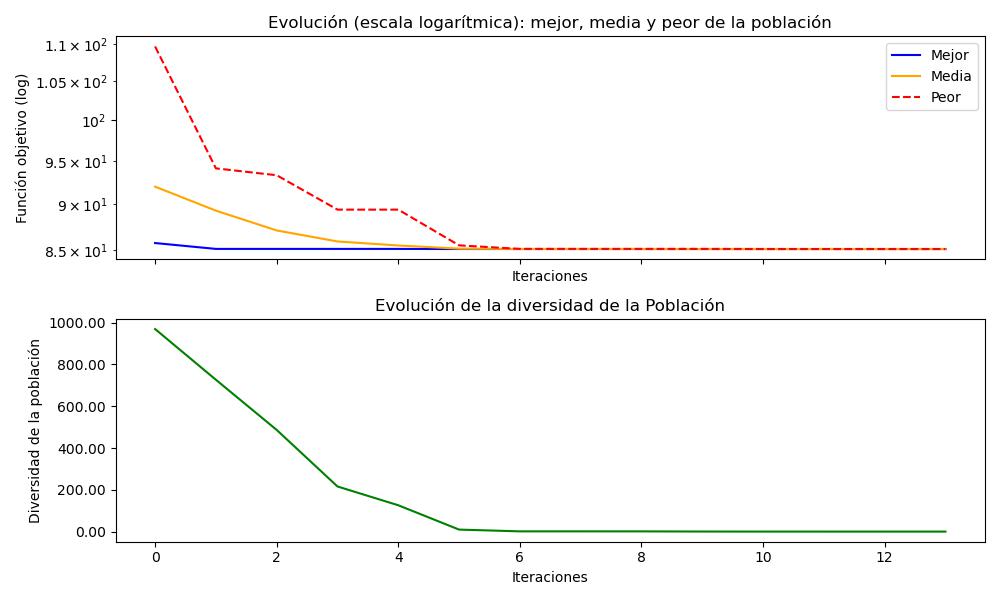 Evolución (escala logarítmica): mejor, media y peor de la población
1.1 × 10²
1.05 × 10²
10²
9.5 × 10¹
9 × 10¹
8.5 × 10¹
Función objetivo (log)
Mejor
Media
Peor
Iteraciones
Evolución de la diversidad de la Población
1000.00
800.00
600.00
400.00
200.00
0.00
Diversidad de la población
0 2 4 6 8 10 12
Iteraciones